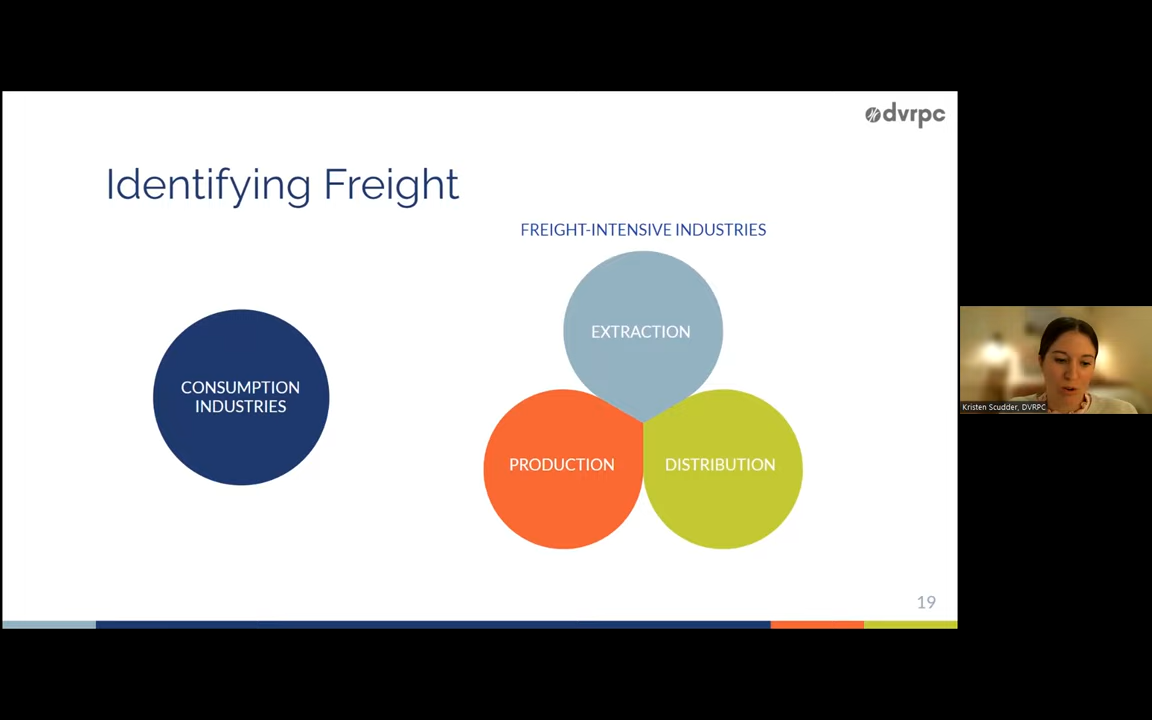 dvrpc
Identifying Freight
FREIGHT-INTENSIVE INDUSTRIES
EXTRACTION
CONSUMPTION
INDUSTRIES
PRODUCTION
DISTRIBUTION
Kristen Scudder, DVRPC
19